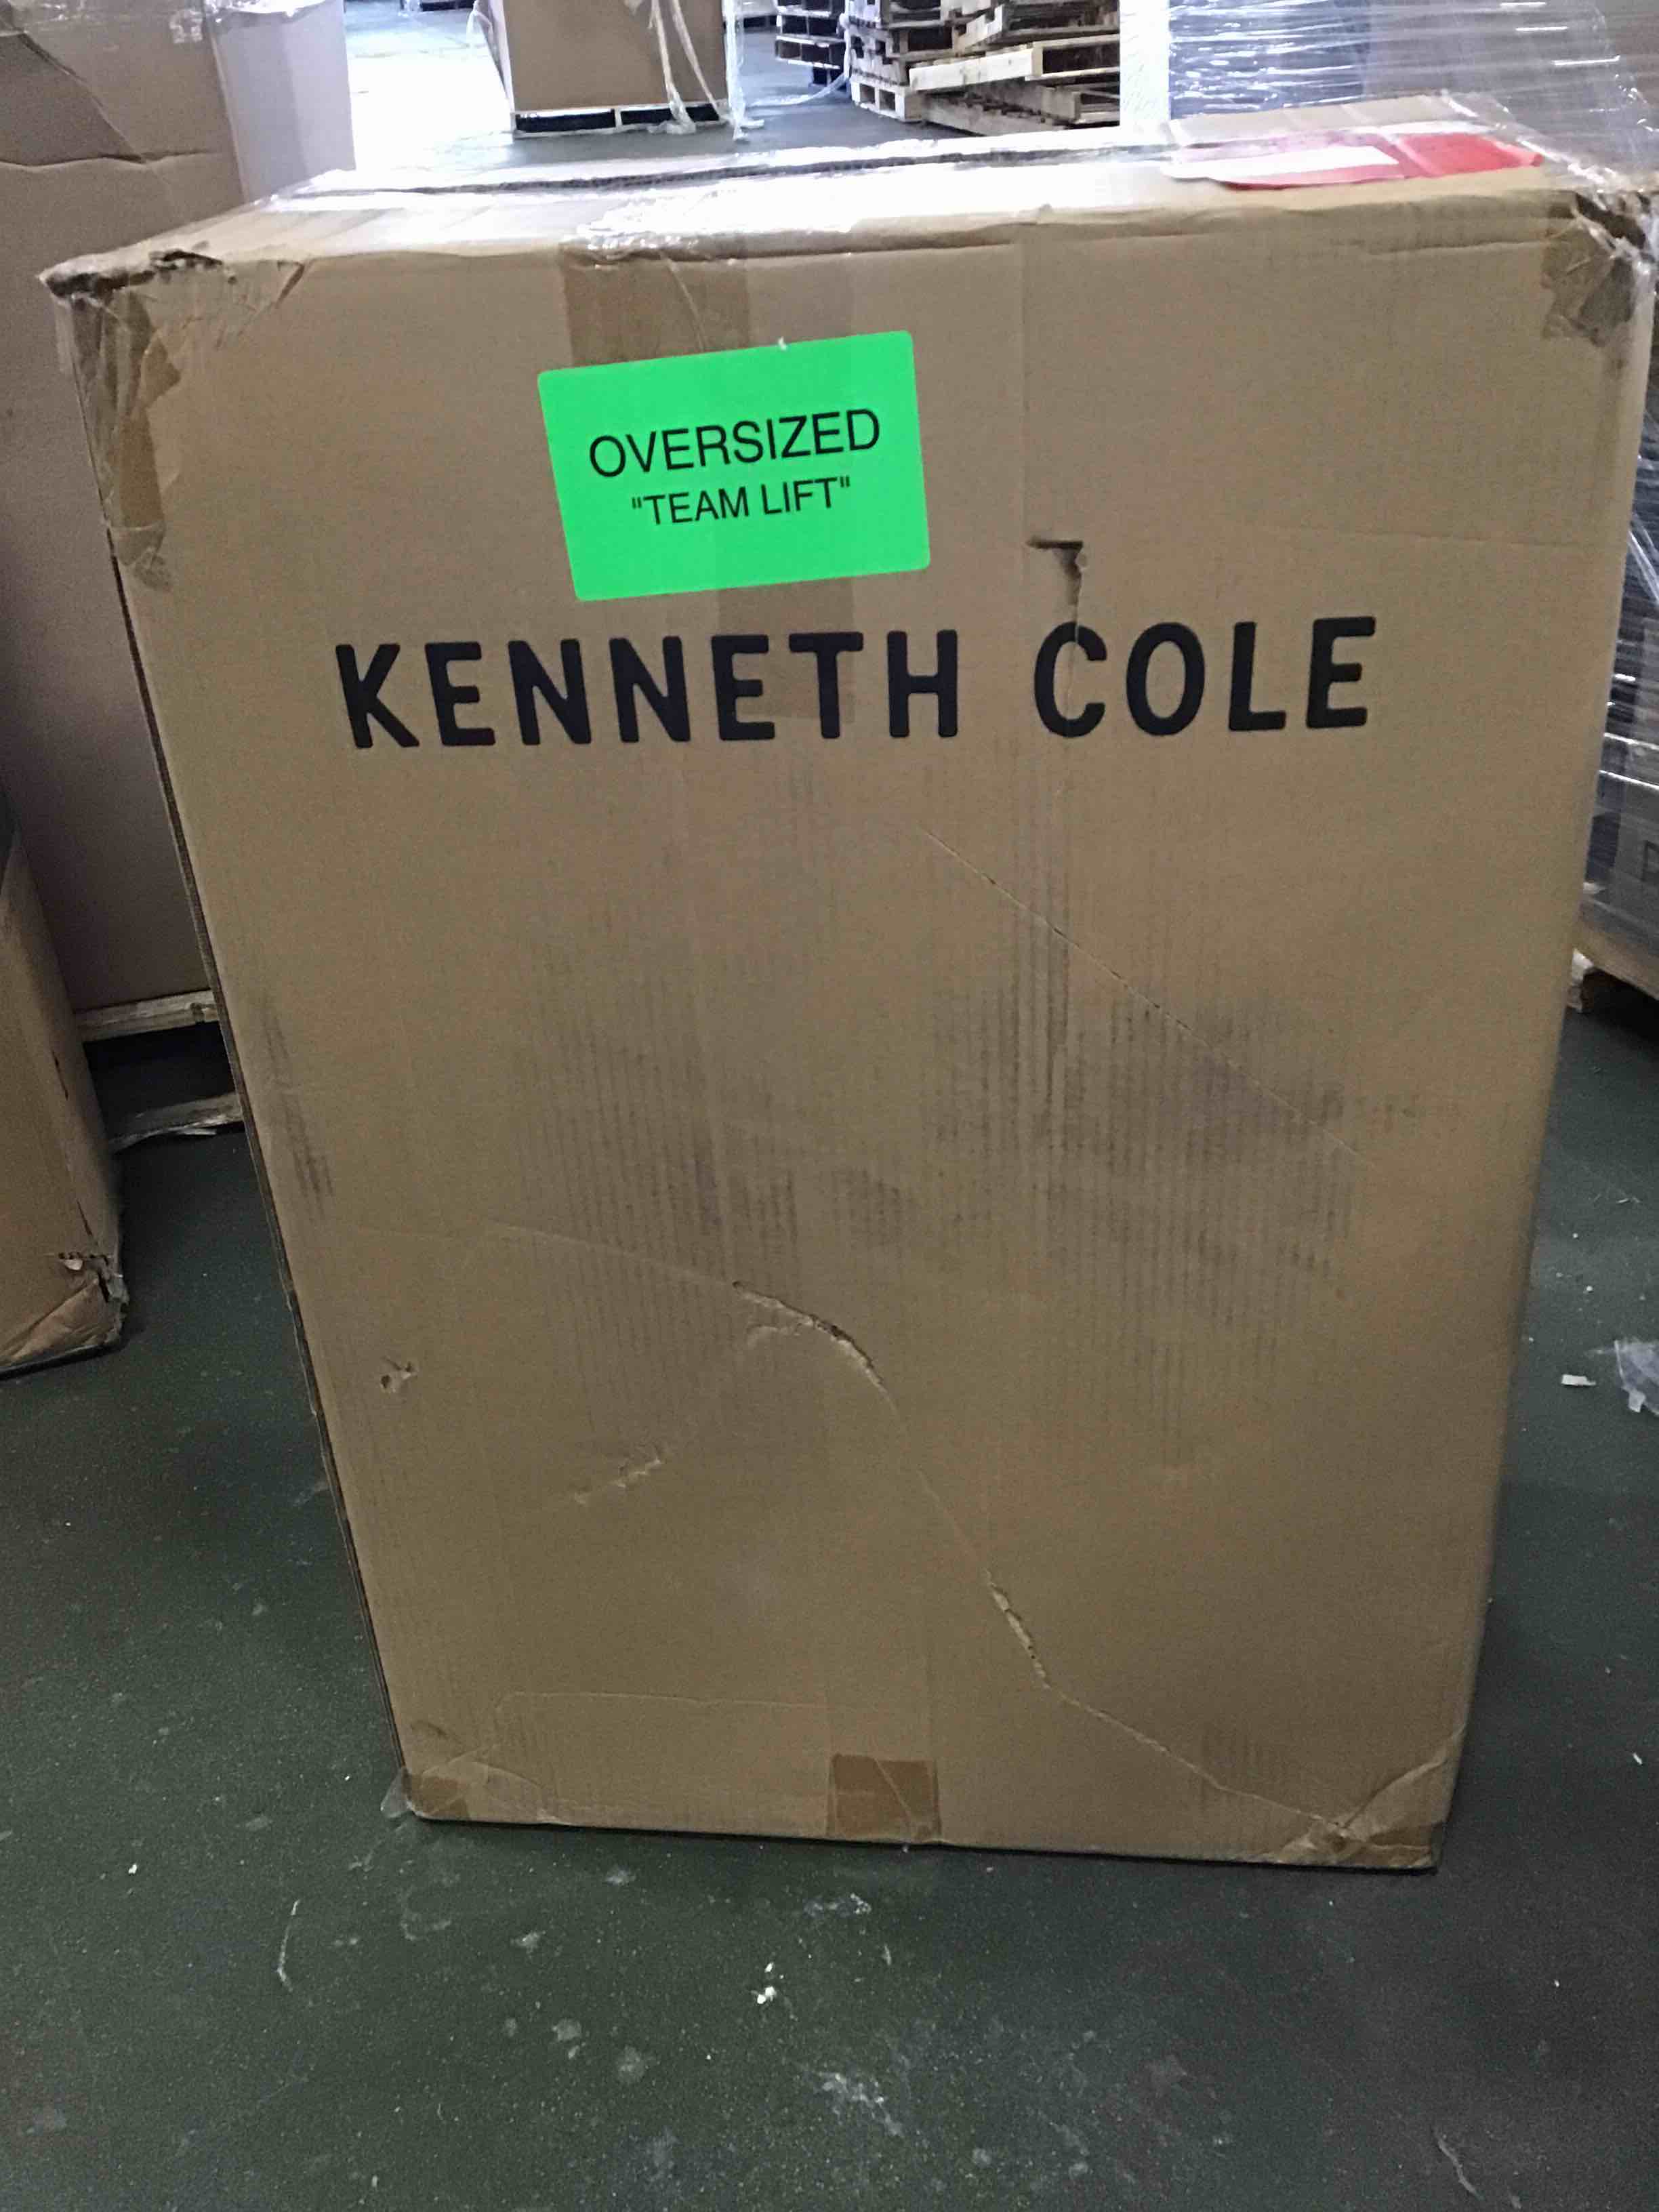 OVERSIZED
"TEAM LIFT"
KENNETH COLE